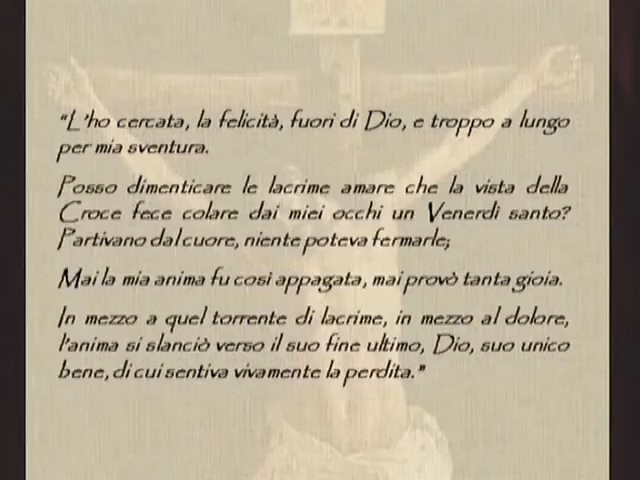 "L'ho cercata, la felicità, fuori di Dio, e troppo a lungo
per mia sventura.
Posso dimenticare le lacrime amare che la vista della
Croce fece colare dai miei occhi un Venerdì santo?
Partivano dal cuore, niente poteva fermarle;
Mai la mia anima fu così appagata, mai provò tanta gioia.
In mezzo a quel torrente di lacrime, in mezzo al dolore,
l'anima si slanciò verso il suo fine ultimo, Dio, suo unico
bene, di cui sentiva vivamente la perdita."